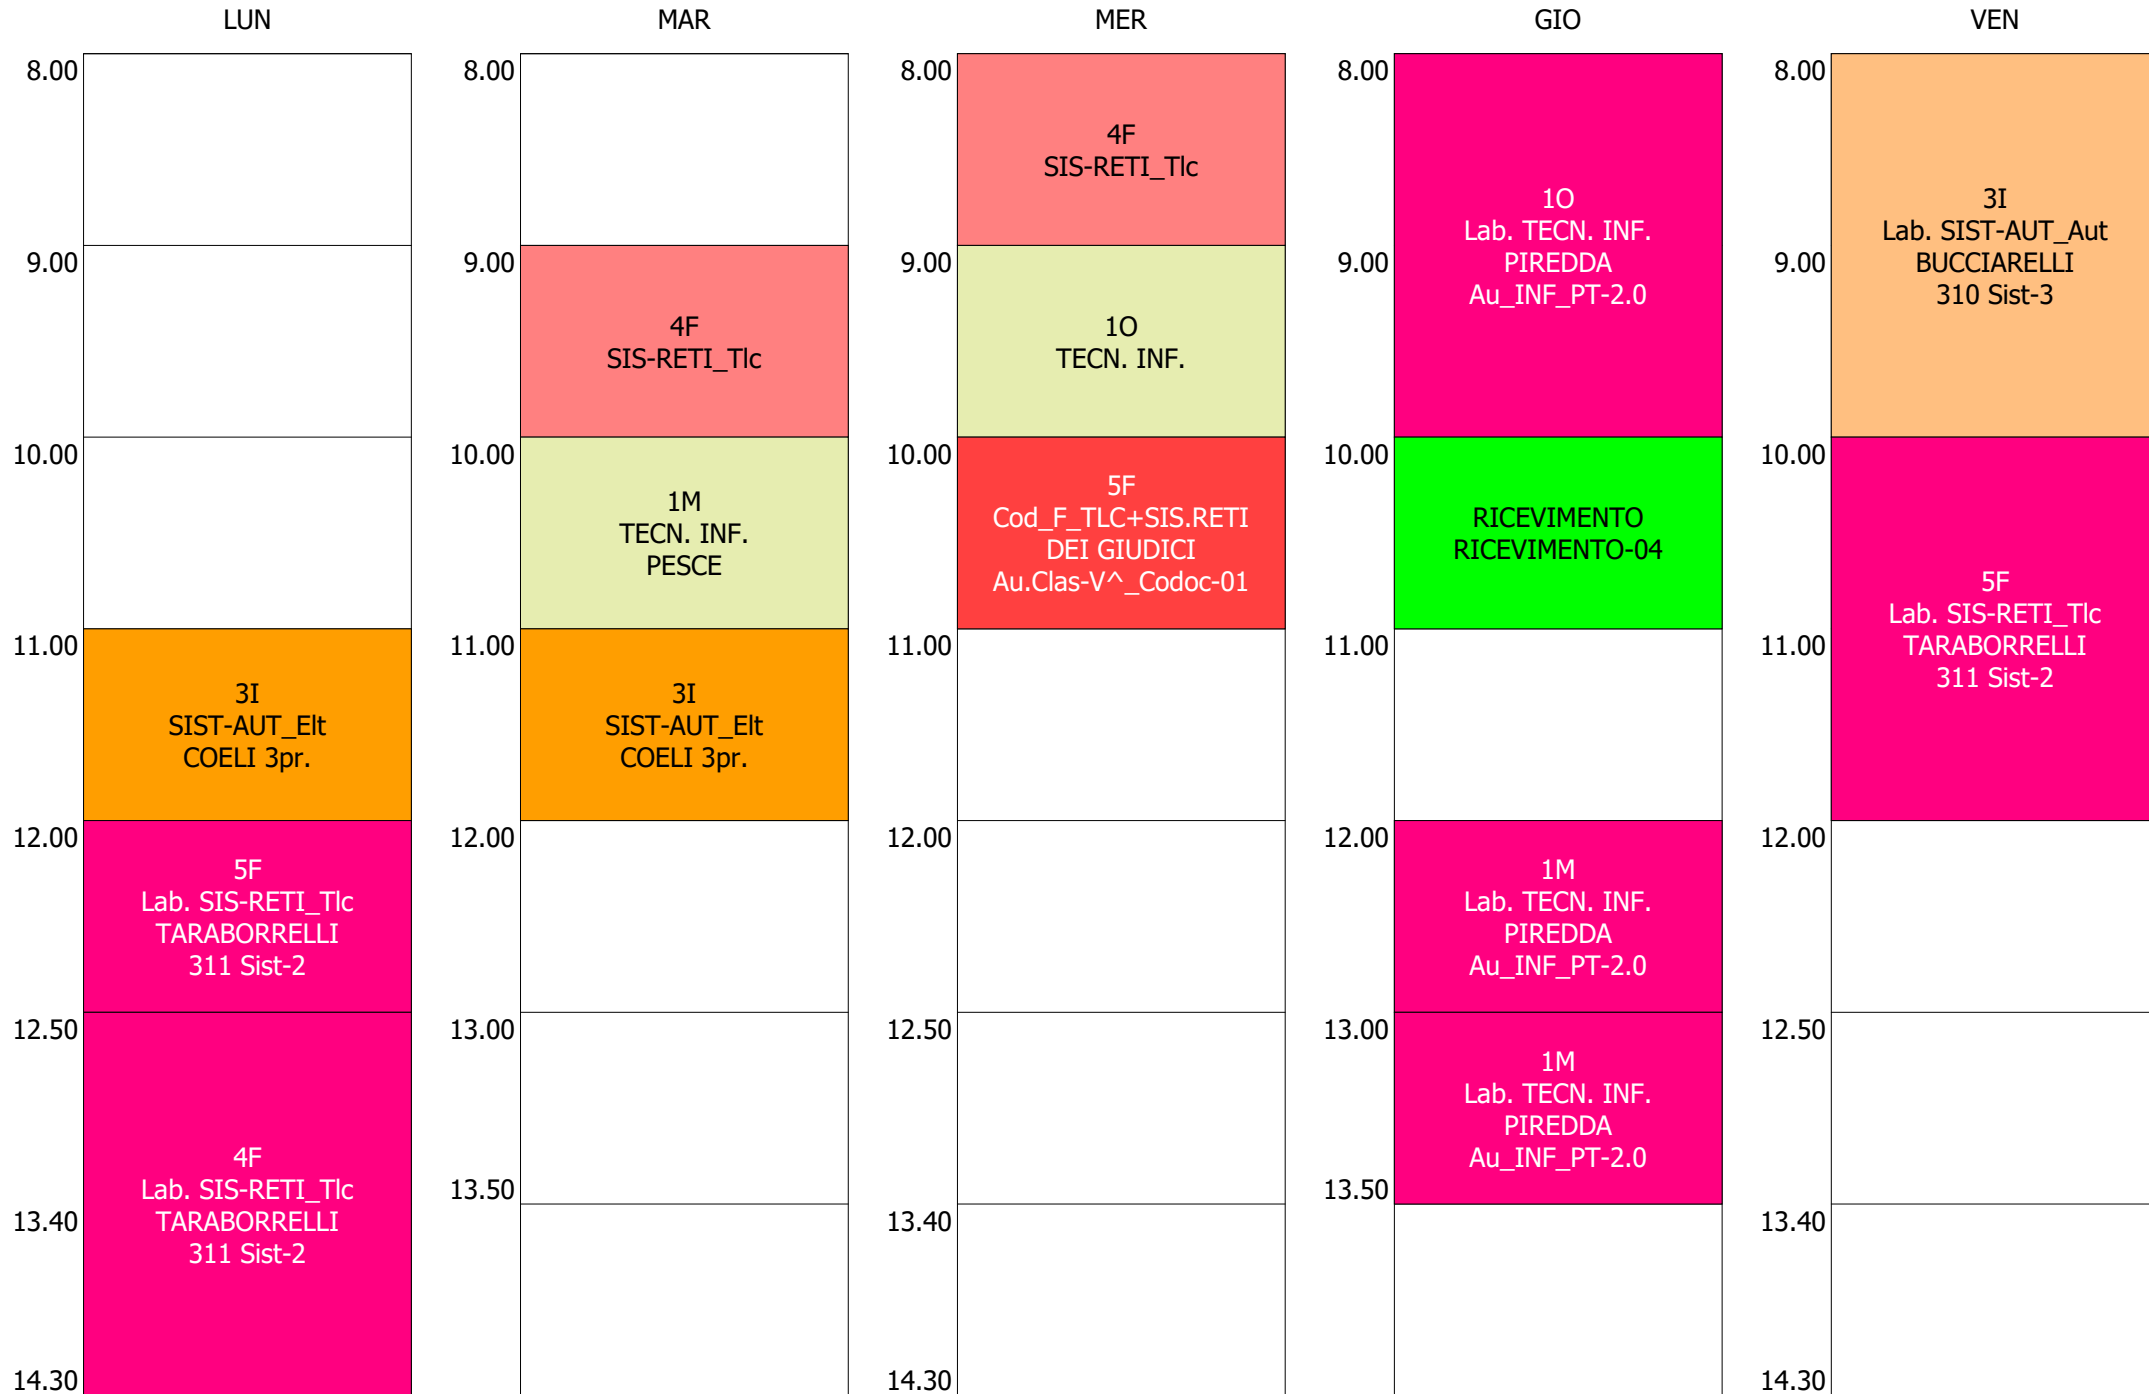 LUN
8.00
9.00
10.00
11.00
3I
SIST-AUT_Elt
COELI 3pr.
12.00
5F
Lab. SIS-RETI_Tlc
TARABORRELLI
311 Sist-2
12.50
4F
Lab. SIS-RETI_Tlc
TARABORRELLI
311 Sist-2
13.40
14.30
MAR
8.00
9.00
4F
SIS-RETI_Tlc
10.00
1M
TECN. INF.
PESCE
11.00
3I
SIST-AUT_Elt
COELI 3pr.
12.00
13.00
13.50
MER
8.00
4F
SIS-RETI_Tlc
9.00
1O
TECN. INF.
10.00
5F
Cod_F_TLC+SIS.RETI
DEI GIUDICI
Au.Clas-V^_Codoc-01
11.00
12.00
12.50
13.40
14.30
GIO
8.00
1O
Lab. TECN. INF.
PIREDDA
Au_INF_PT-2.0
9.00
10.00
RICEVIMENTO
RICEVIMENTO-04
11.00
12.00
1M
Lab. TECN. INF.
PIREDDA
Au_INF_PT-2.0
13.00
1M
Lab. TECN. INF.
PIREDDA
Au_INF_PT-2.0
13.50
VEN
8.00
3I
Lab. SIST-AUT_Aut
BUCCIARELLI
310 Sist-3
9.00
10.00
5F
Lab. SIS-RETI_Tlc
TARABORRELLI
311 Sist-2
11.00
12.00
12.50
13.40
14.30